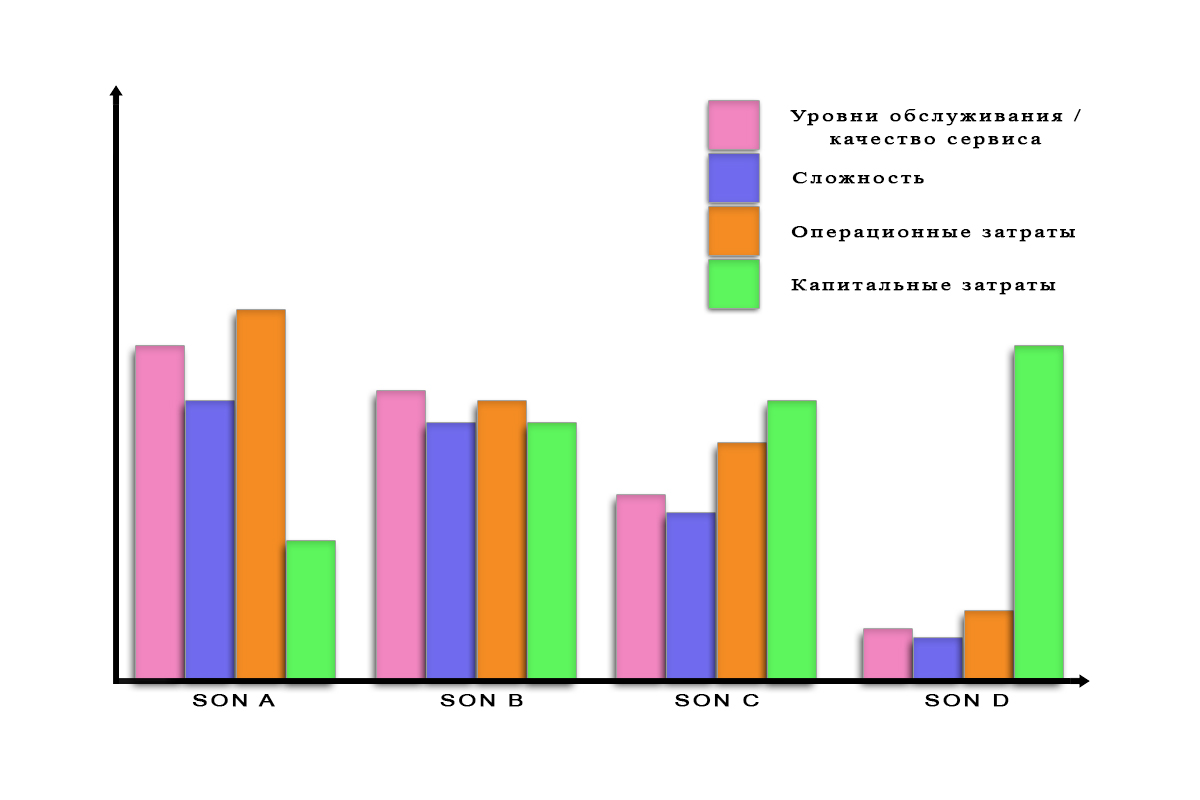 Уровни обслуживания /
качество сервиса
Сложность
Операционные затраты
Капитальные затраты
SON A
SON B
SON C
SON D